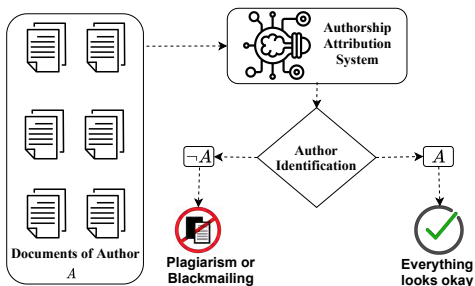 Authorship
Attribution
System
Author
Identification
¬A
A
Documents of Author
A
Plagiarism or
Blackmailing
Everything
looks okay